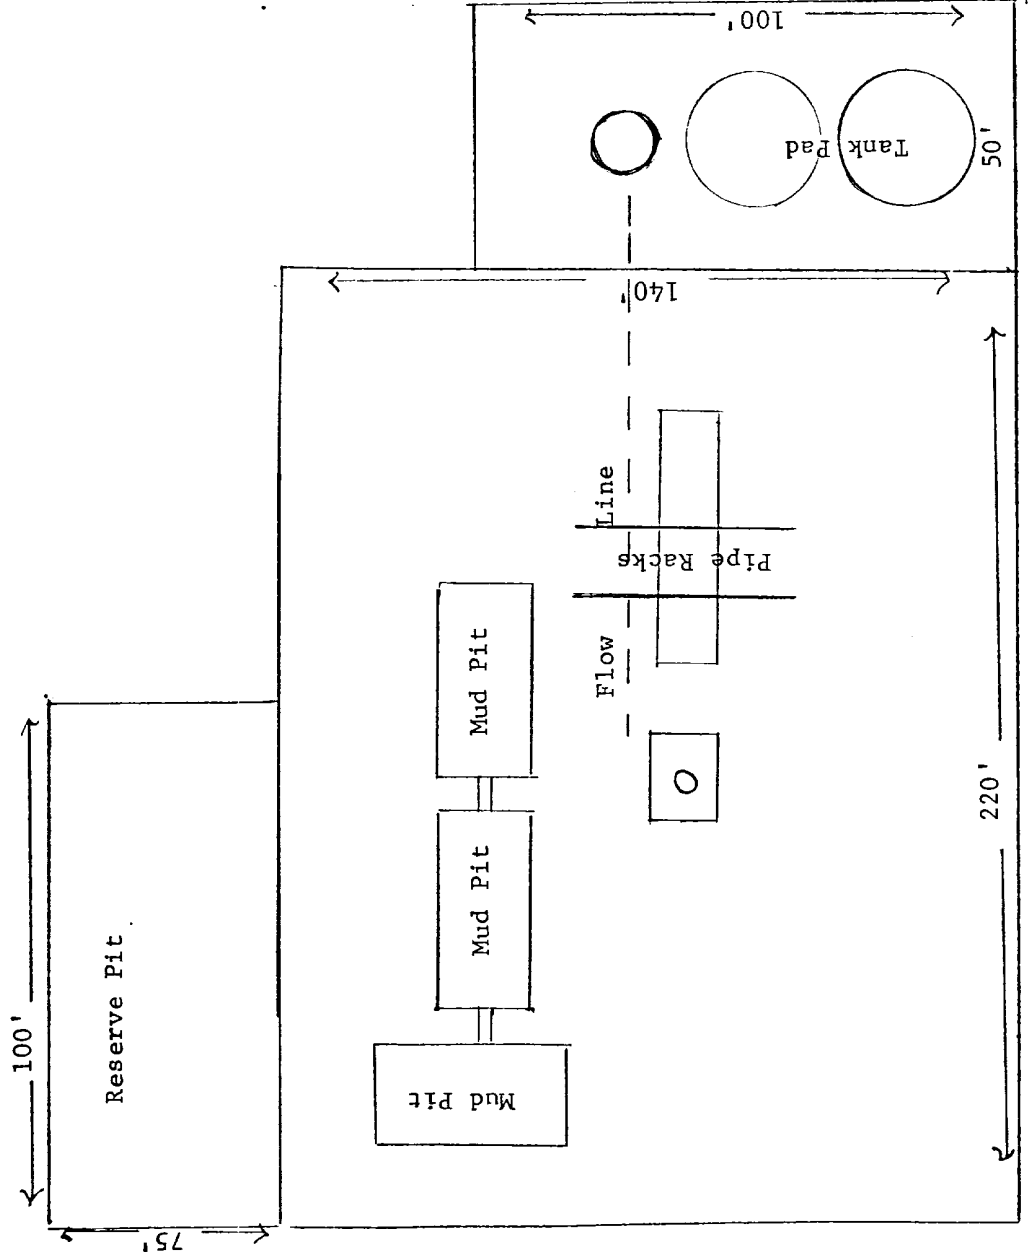 100'
Tank
Pad
50'
140'
Flow Line
Pipe Racks
Mud Pit
Mud Pit
Mud Pit
220'
100'
Reserve Pit
75'